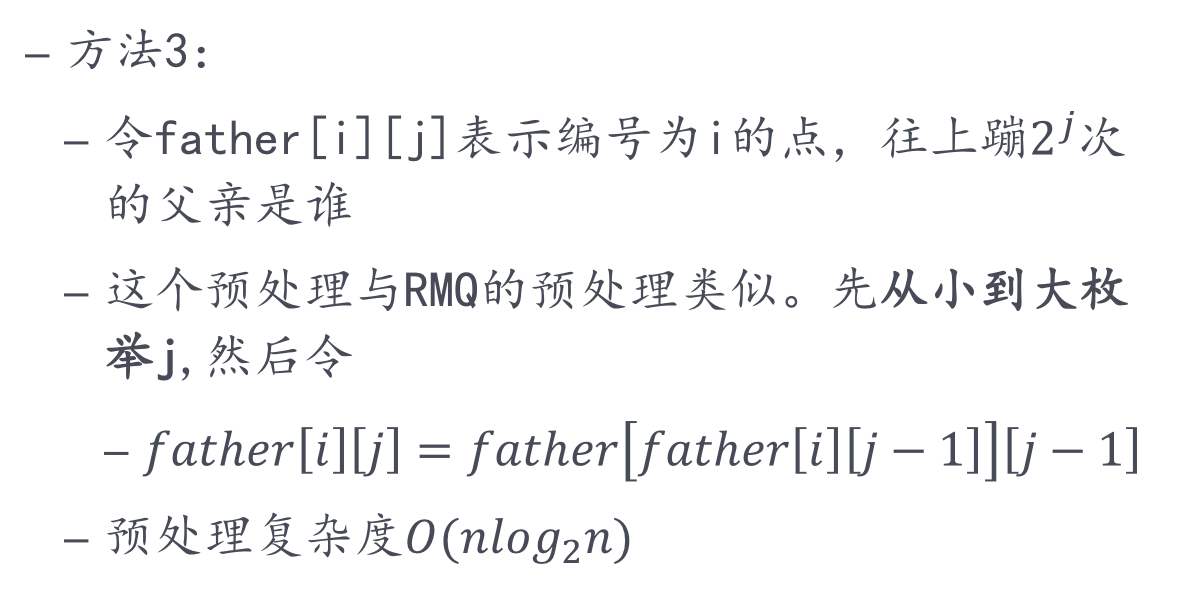 – 方法3:
– 令father[i][j]表示编号为i的点，往上蹦2^j次
的父亲是谁
– 这个预处理与RMQ的预处理类似。先从小到大枚
举j,然后令
– father[i][j] = father[father[i][j − 1]][j − 1]
– 预处理复杂度O(nlog₂n)